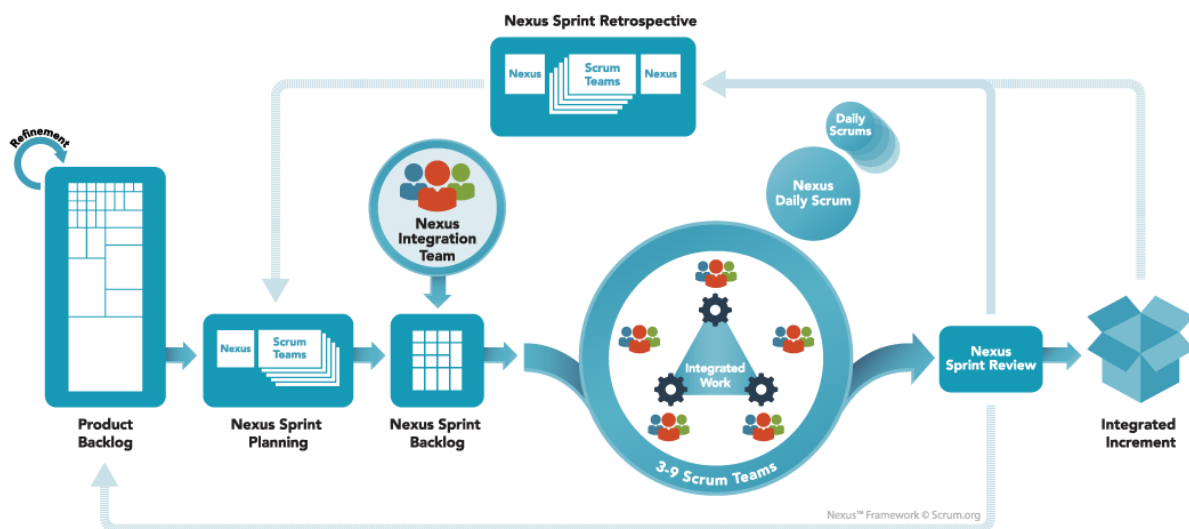 Nexus Sprint Retrospective
Nexus
Scrum
Teams
Nexus
Daily
Scrums
Refinement
Nexus
Daily Scrum
Nexus
Integration
Team
Nexus
Scrum
Teams
Integrated
Work
Nexus
Sprint Review
Product
Backlog
Nexus Sprint
Planning
Nexus Sprint
Backlog
3-9 Scrum Teams
Integrated
Increment
Nexus™ Framework © Scrum.org